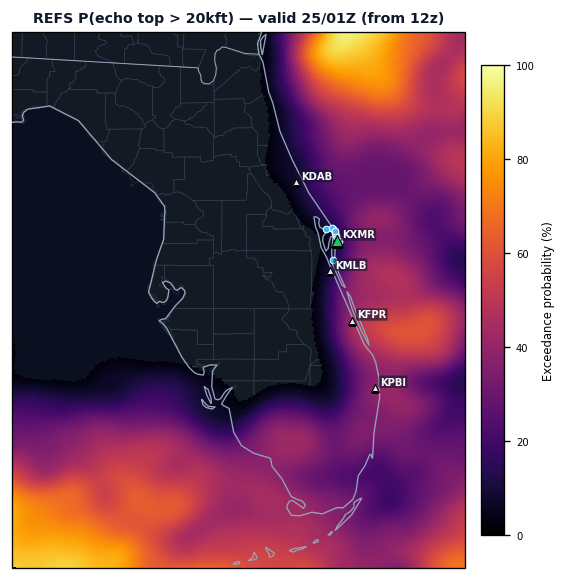 REFS P(echo top > 20kft) — valid 25/01Z (from 12z)
KDAB
KXMR
KMLB
KFPR
KPBI
100
80
60
40
20
0
Exceedance probability (%)